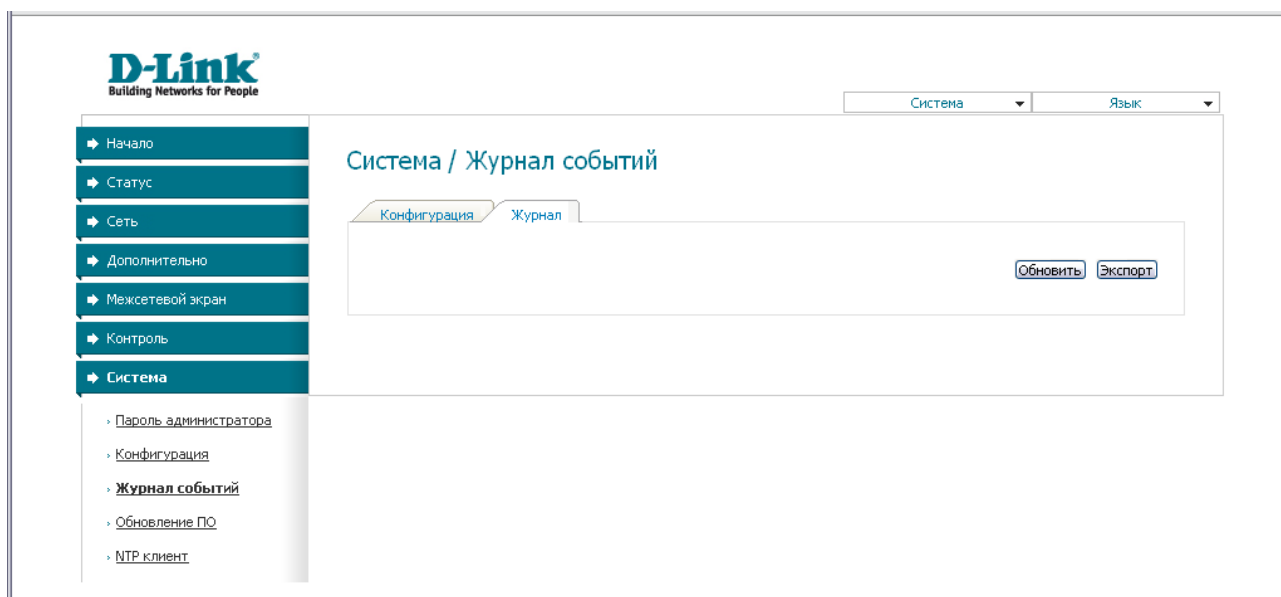 D-Link
Building Networks for People
Система Язык
Начало
Статус
Сеть
Дополнительно
Межсетевой экран
Контроль
Система
Пароль администратора
Конфигурация
Журнал событий
Обновление ПО
NTP клиент
Система / Журнал событий
Конфигурация Журнал
Обновить Экспорт